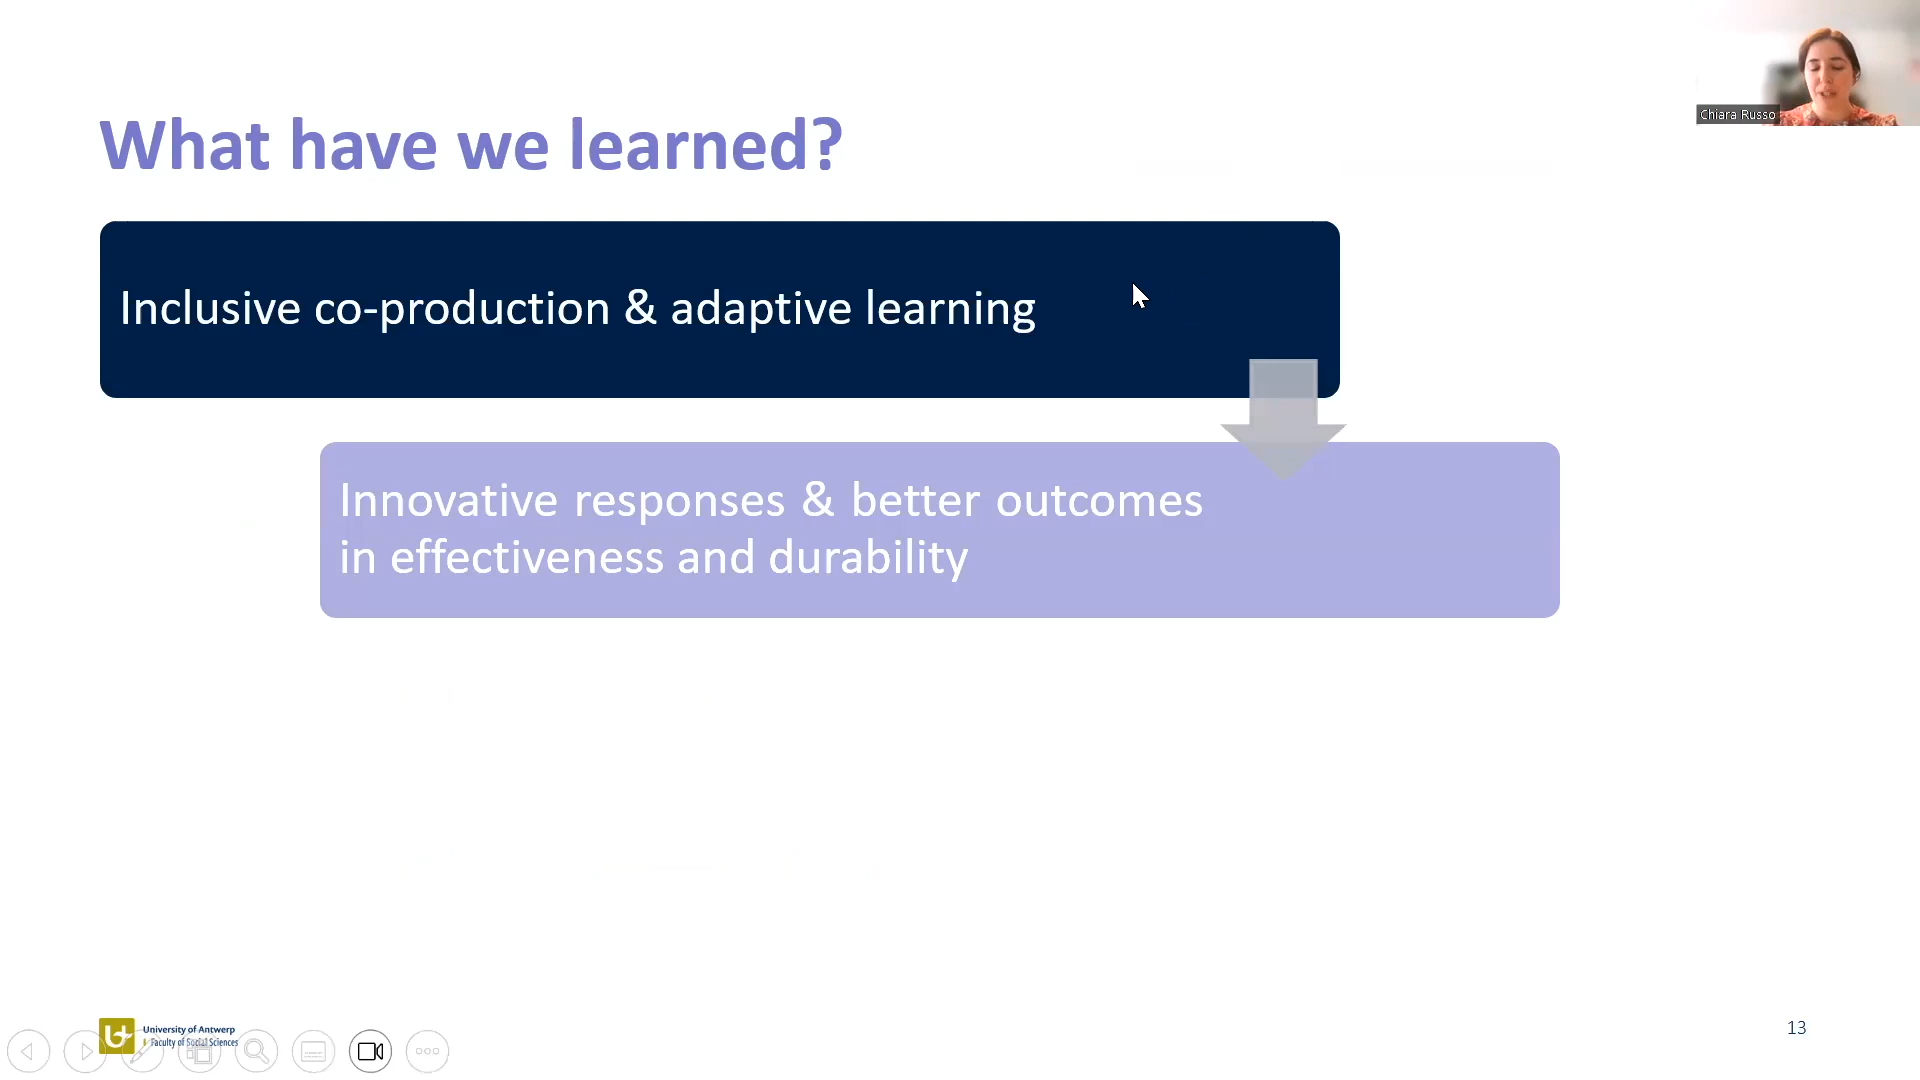 What have we learned?
Chiara Russo
Inclusive co-production & adaptive learning
Innovative responses & better outcomes
in effectiveness and durability
University of Antwerp
Faculty of Social Sciences
13